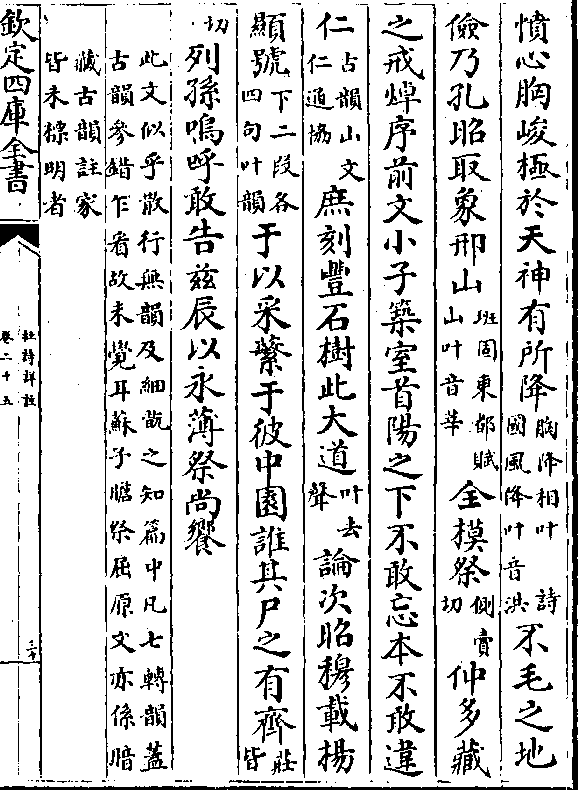 憤心胸峻極於天神有所降胸降相叶詩國風降叶音洪不毛之地
儉乃孔昭取象邢山班固東都賦山叶音華全模祭側賣切仲多藏
之戒焯序前文小子築室首陽之下不敢忘本不敢違
仁古韻山文仁通協庶刻豐石樹此大道叶去聲論次昭穆載揚
顯號下二段各四句叶韻于以采蘩于彼中園誰其尸之有齊莊皆
切列孫嗚呼敢告茲辰以永薄祭尚饗
此文似乎散行無韻及細翫之知篇中凡七轉韻蓋
古韻參錯乍看故未覺耳蘇子瞻祭屈原文亦係暗
藏古韻註家
皆未標明者
欽定四庫全書
杜詩詳註
卷二十五
三十